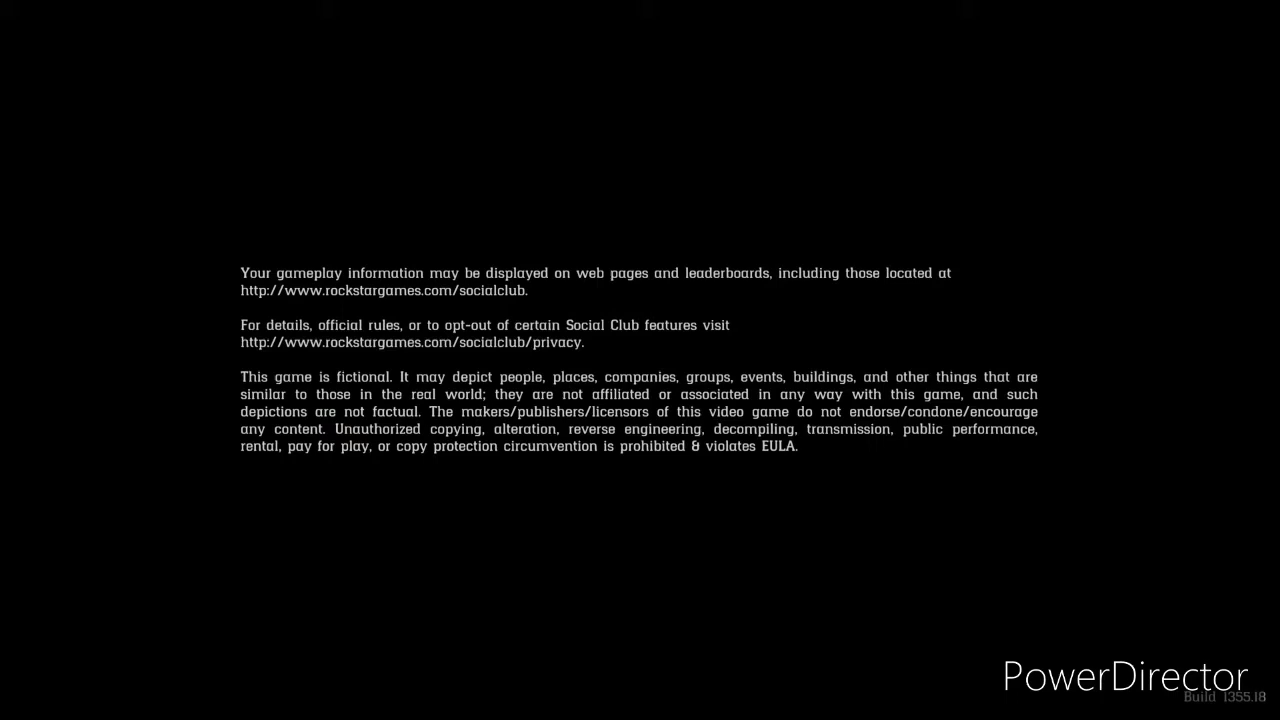 Your gameplay information may be displayed on web pages and leaderboards, including those located at
http://www.rockstargames.com/socialclub.
For details, official rules, or to opt-out of certain Social Club features visit
http://www.rockstargames.com/socialclub/privacy.
This game is fictional. It may depict people, places, companies, groups, events, buildings, and other things that are
similar to those in the real world; they are not affiliated or associated in any way with this game, and such
depictions are not factual. The makers/publishers/licensors of this video game do not endorse/condone/encourage
any content. Unauthorized copying, alteration, reverse engineering, decompiling, transmission, public performance,
rental, pay for play, or copy protection circumvention is prohibited & violates EULA.
PowerDirector
Build 1355.18